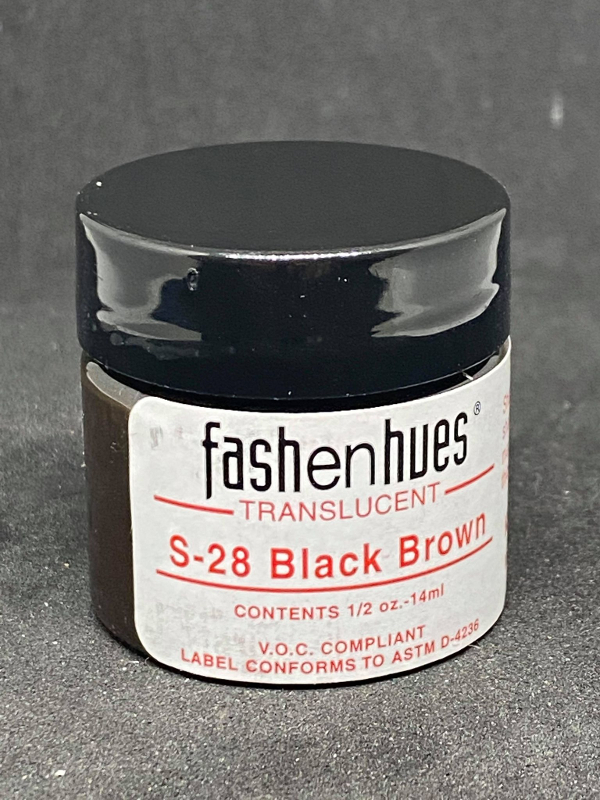 fashenhues®
TRANSLUCENT
S-28 Black Brown
CONTENTS 1/2 oz.-14ml
V.O.C. COMPLIANT
LABEL CONFORMS TO ASTM D-4236